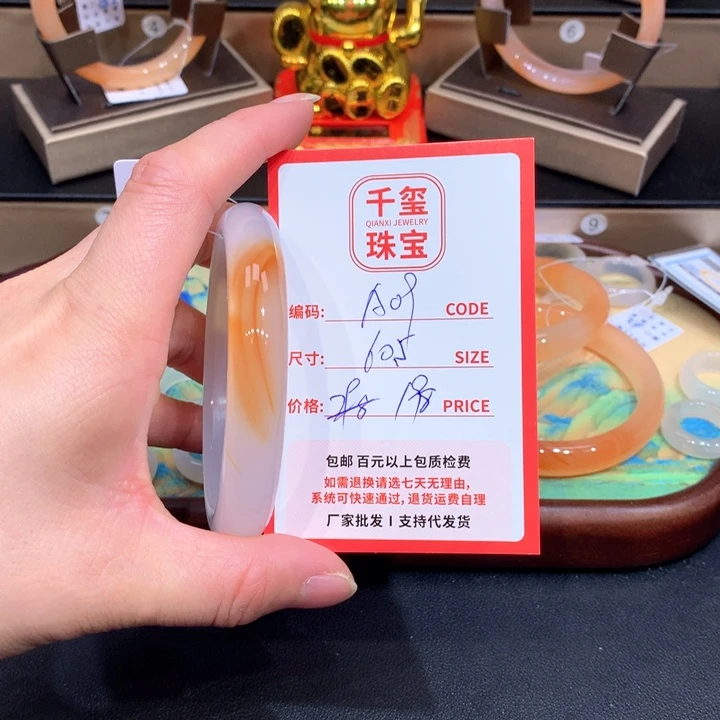 千玺
QIANXI JEWELRY
珠宝
编码: A09 CODE
尺寸: 60.5 SIZE
价格: PRICE
包邮 百元以上包质检费
如需退换请选七天无理由,
系统可快速通过, 退货运费自理
厂家批发 I 支持代发货
4
6
9